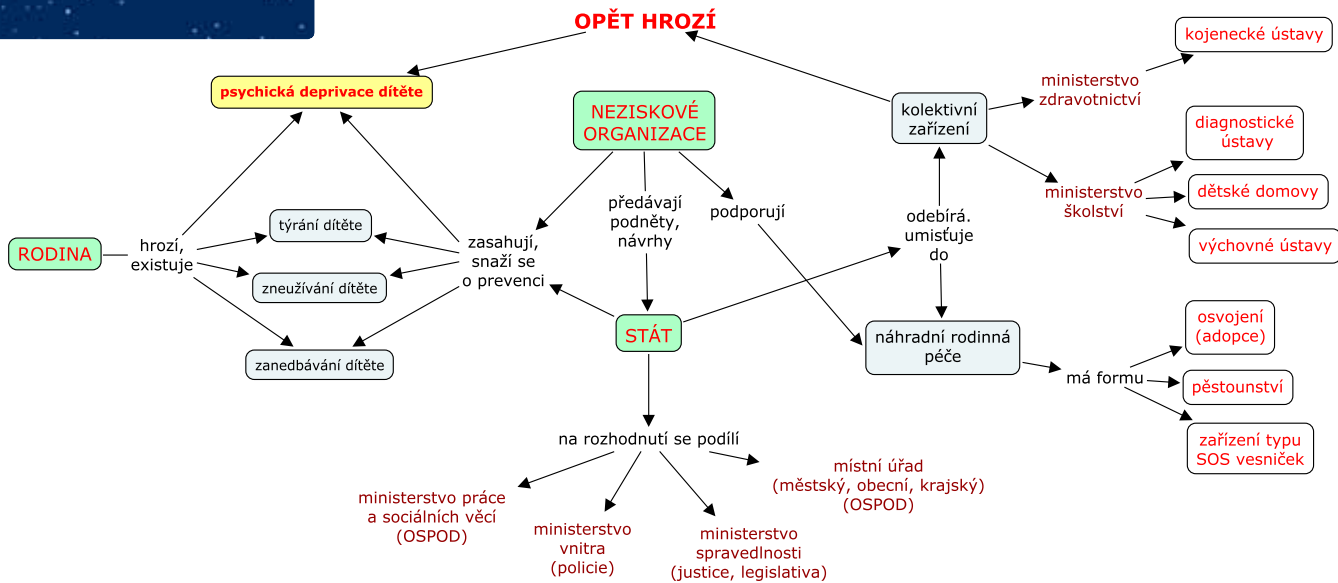 OPĚT HROZÍ
kojenecké ústavy
psychická deprivace dítěte
NEZISKOVÉ
ORGANIZACE
kolektivní
zařízení
ministerstvo
zdravotnictví
diagnostické
ústavy
ministerstvo
školství
dětské domovy
výchovné ústavy
RODINA
hrozí,
existuje
týrání dítěte
zneužívání dítěte
zanedbávání dítěte
zasahují,
snaží se
o prevenci
předávají
podněty,
návrhy
podporují
odebírá.
umisťuje
do
STÁT
náhradní rodinná
péče
má formu
osvojení
(adopce)
pěstounství
zařízení typu
SOS vesniček
na rozhodnutí se podílí
ministerstvo práce
a sociálních věcí
(OSPOD)
ministerstvo
vnitra
(policie)
ministerstvo
spravedlnosti
(justice, legislativa)
místní úřad
(městský, obecní, krajský)
(OSPOD)